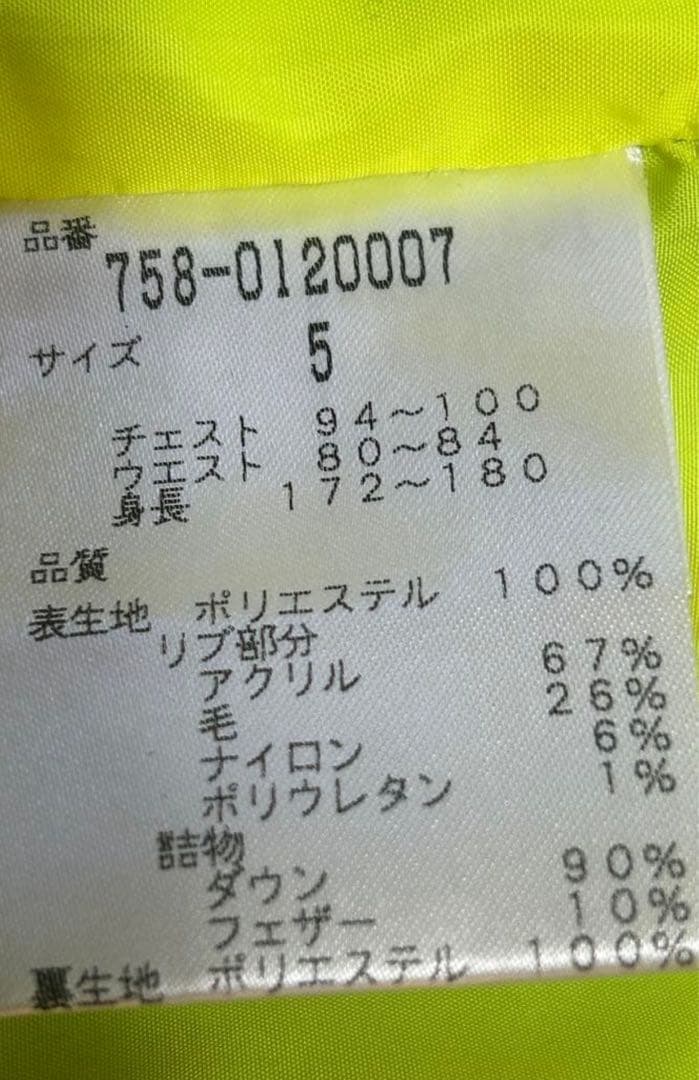 品番
758-0120007
サイズ 5
チェスト 94～100
ウエスト 80～84
身長 172～180
品質
表生地 ポリエステル 100%
リブ部分
アクリル 67%
毛 26%
ナイロン 6%
ポリウレタン 1%
詰物
ダウン 90%
フェザー 10%
裏生地 ポリエステル 100%